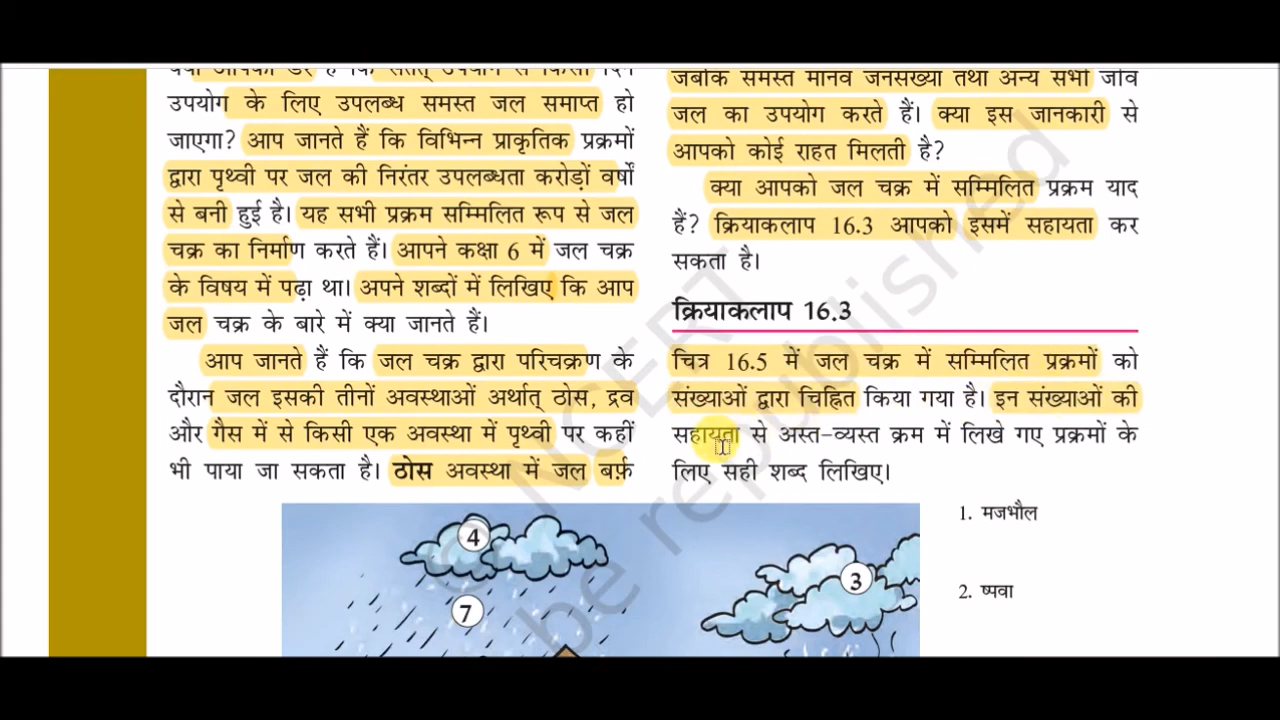 उपयोग के लिए उपलब्ध समस्त जल समाप्त हो
जाएगा? आप जानते हैं कि विभिन्न प्राकृतिक प्रक्रमों
द्वारा पृथ्वी पर जल की निरंतर उपलब्धता करोड़ों वर्षों
से बनी हुई है। यह सभी प्रक्रम सम्मिलित रूप से जल
चक्र का निर्माण करते हैं। आपने कक्षा 6 में जल चक्र
के विषय में पढ़ा था। अपने शब्दों में लिखिए कि आप
जल चक्र के बारे में क्या जानते हैं।
आप जानते हैं कि जल चक्र द्वारा परिचक्रण के
दौरान जल इसकी तीनों अवस्थाओं अर्थात् ठोस, द्रव
और गैस में से किसी एक अवस्था में पृथ्वी पर कहीं
भी पाया जा सकता है। ठोस अवस्था में जल बर्फ़
जबकि समस्त मानव जनसंख्या तथा अन्य सभी जीव
जल का उपयोग करते हैं। क्या इस जानकारी से
आपको कोई राहत मिलती है?
क्या आपको जल चक्र में सम्मिलित प्रक्रम याद
हैं? क्रियाकलाप 16.3 आपको इसमें सहायता कर
सकता है।
क्रियाकलाप 16.3
चित्र 16.5 में जल चक्र में सम्मिलित प्रक्रमों को
संख्याओं द्वारा चिह्नित किया गया है। इन संख्याओं की
सहायता से अस्त-व्यस्त क्रम में लिखे गए प्रक्रमों के
लिए सही शब्द लिखिए।
4
7
3
1. मजभौल
2. ष्पवा
© NCERT
be republished